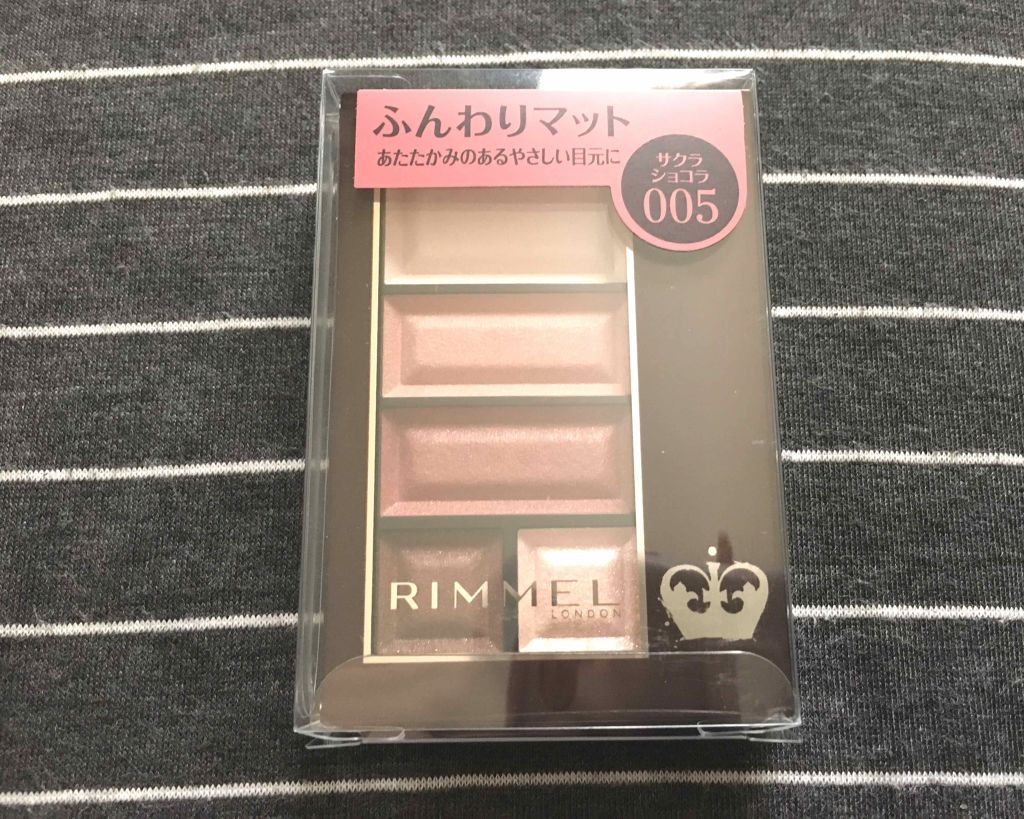 ふんわりマット
あたたかみのあるやさしい目元に
サクラ
ショコラ
005
RIMMEL
LONDON